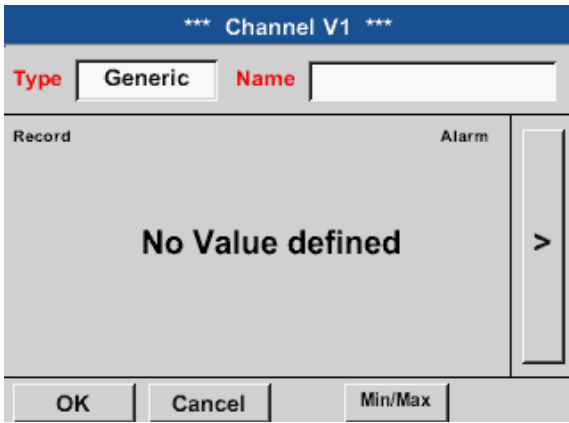 *** Channel V1 ***
Type Generic Name
Record Alarm
No Value defined
>
OK Cancel Min/Max